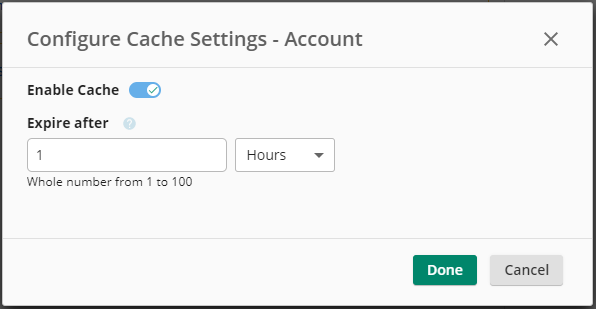 Configure Cache Settings - Account
Enable Cache
Expire after ?
1 Hours
Whole number from 1 to 100
Done Cancel